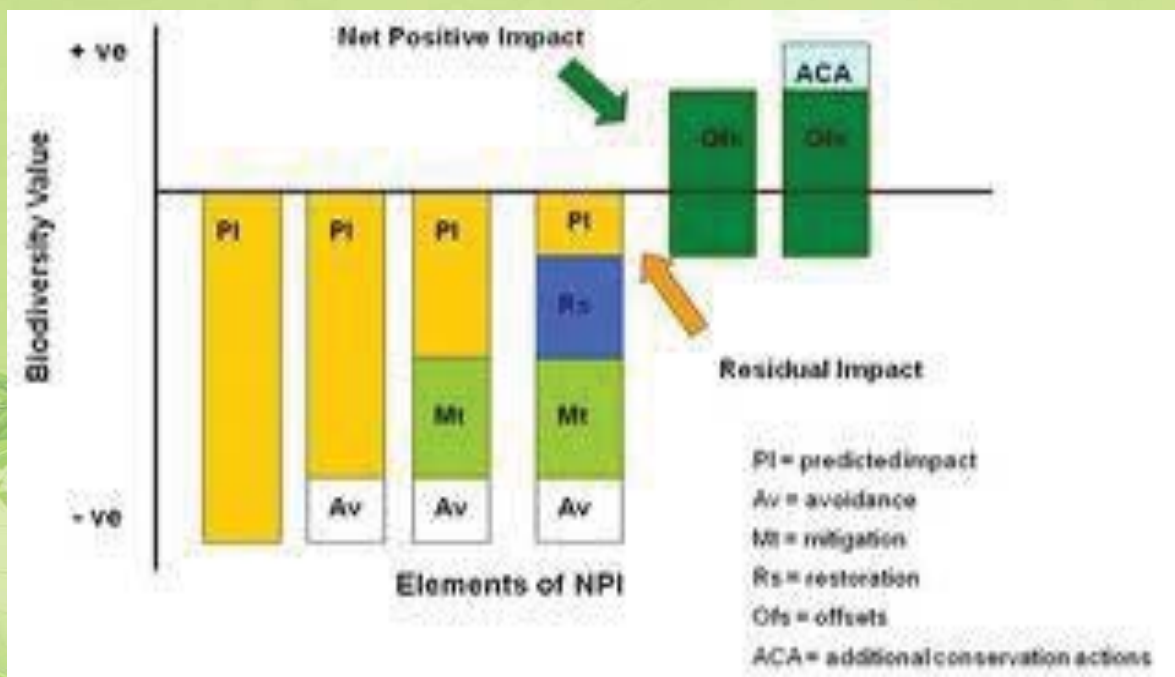 Net Positive Impact
+ ve
ACA
Ofs Ofs
Biodiversity Value
PI PI PI PI
Rs
Residual Impact
Mt Mt
- ve
Av Av Av
Elements of NPI
PI = predicted impact
Av = avoidance
Mt = mitigation
Rs = restoration
Ofs = offsets
ACA = additional conservation actions